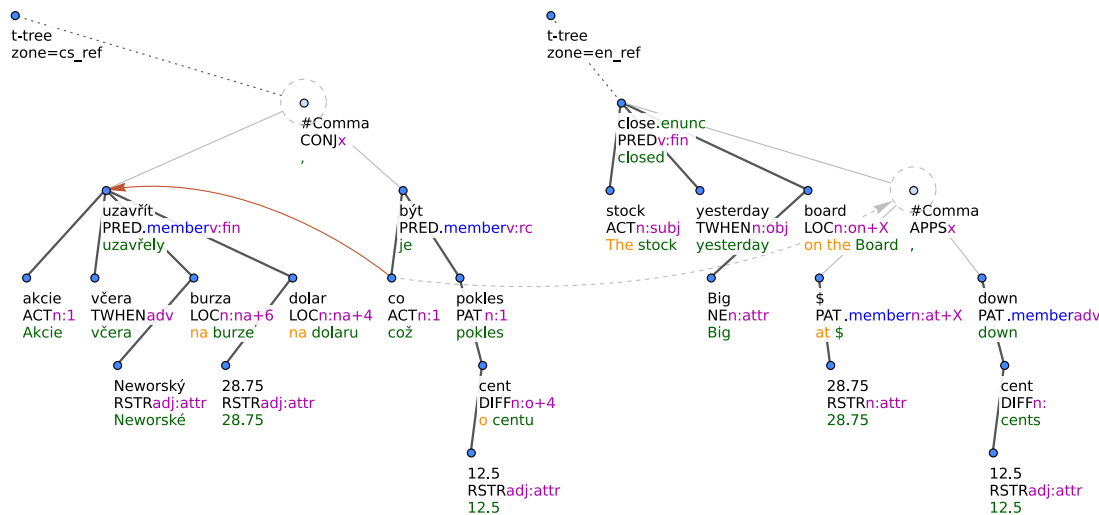 t-tree
zone=cs_ref
t-tree
zone=en_ref
#Comma
CONJx
,
close.enunc
PREDv:fin
closed
uzavřít
PRED.memberv:fin
uzavřely
být
PRED.memberv:rc
je
stock
ACTn:subj
The stock
yesterday
TWHENn:obj
yesterday
board
LOCn:on+X
on the Board
#Comma
APPSx
,
akcie
ACTn:1
Akcie
včera
TWHENadv
včera
burza
LOCn:na+6
na burze
dolar
LOCn:na+4
na dolaru
co
ACTn:1
což
pokles
PATn:1
pokles
Big
NEn:attr
Big
$
PAT.membern:at+X
at $
down
PAT.memberadv
down
Neworský
RSTRadj:attr
Neworské
28.75
RSTRadj:attr
28.75
cent
DIFFn:o+4
o centu
28.75
RSTRn:attr
28.75
cent
DIFFn:
cents
12.5
RSTRadj:attr
12.5
12.5
RSTRadj:attr
12.5